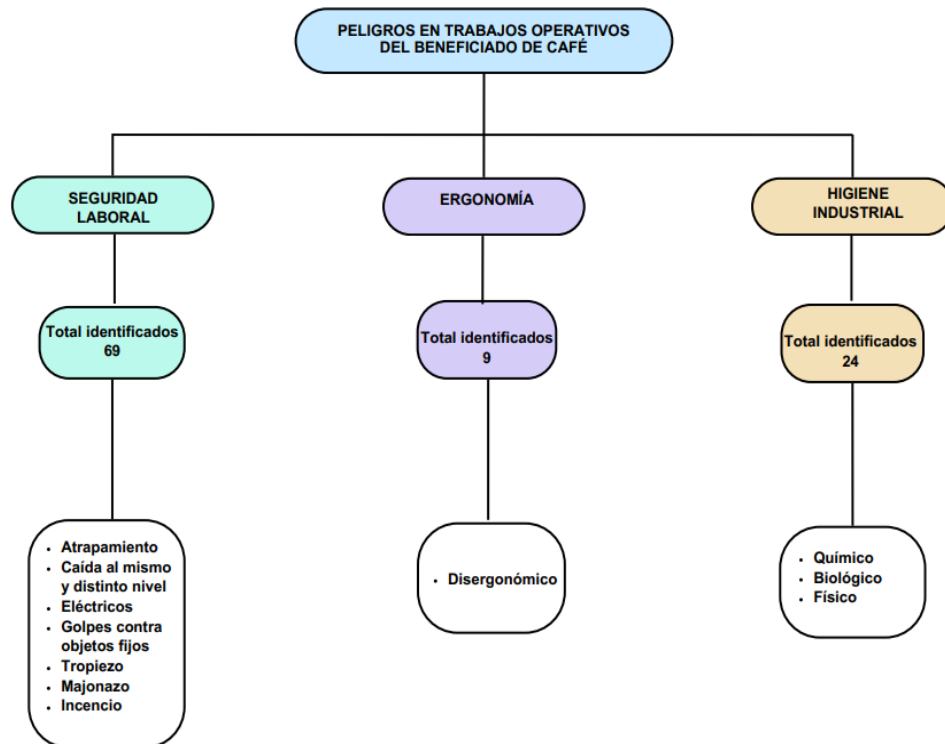 PELIGROS EN TRABAJOS OPERATIVOS
DEL BENEFICIADO DE CAFÉ
SEGURIDAD
LABORAL
ERGONOMÍA
HIGIENE
INDUSTRIAL
Total identificados
69
Total identificados
9
Total identificados
24
• Atrapamiento
• Caída al mismo
y distinto nivel
• Eléctricos
• Golpes contra
objetos fijos
• Tropiezo
• Majonazo
• Incencio
• Disergonómico
• Químico
• Biológico
• Físico